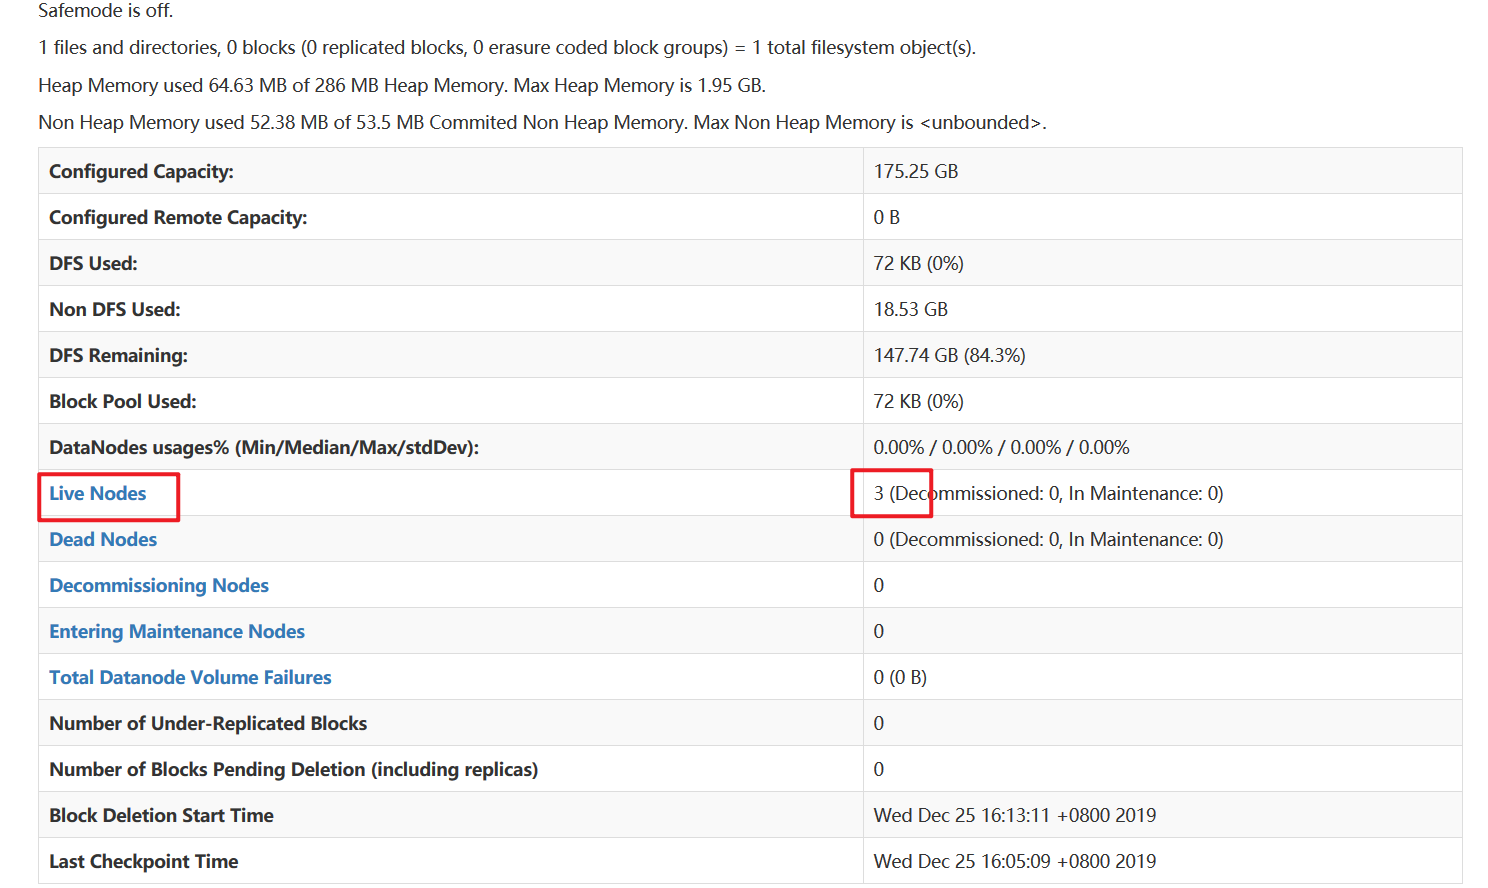 Safemode is off.
1 files and directories, 0 blocks (0 replicated blocks, 0 erasure coded block groups) = 1 total filesystem object(s).
Heap Memory used 64.63 MB of 286 MB Heap Memory. Max Heap Memory is 1.95 GB.
Non Heap Memory used 52.38 MB of 53.5 MB Commited Non Heap Memory. Max Non Heap Memory is <unbounded>.
Configured Capacity: 175.25 GB
Configured Remote Capacity: 0 B
DFS Used: 72 KB (0%)
Non DFS Used: 18.53 GB
DFS Remaining: 147.74 GB (84.3%)
Block Pool Used: 72 KB (0%)
DataNodes usages% (Min/Median/Max/stdDev): 0.00% / 0.00% / 0.00% / 0.00%
Live Nodes 3 (Decommissioned: 0, In Maintenance: 0)
Dead Nodes 0 (Decommissioned: 0, In Maintenance: 0)
Decommissioning Nodes 0
Entering Maintenance Nodes 0
Total Datanode Volume Failures 0 (0 B)
Number of Under-Replicated Blocks 0
Number of Blocks Pending Deletion (including replicas) 0
Block Deletion Start Time Wed Dec 25 16:13:11 +0800 2019
Last Checkpoint Time Wed Dec 25 16:05:09 +0800 2019